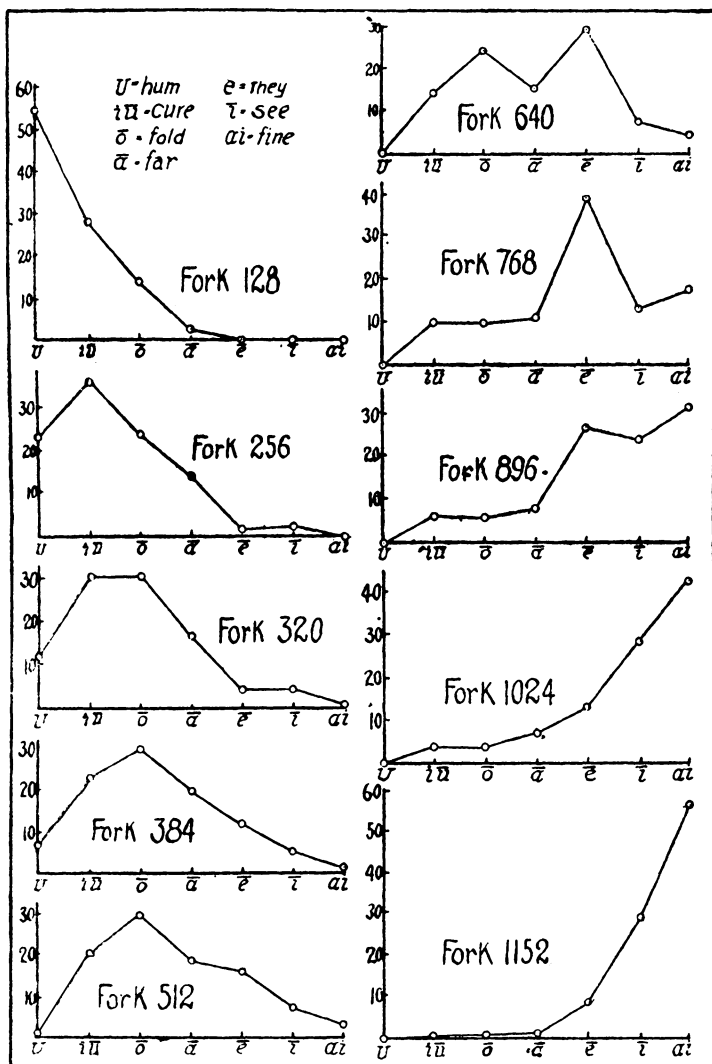 60
50
40
30
20
10
U-hum
iū-cure
ō-fold
ā-far
e=they
ī-see
ai-fine
Fork 128
U iū ō ā ē ī ai
30
20
10
Fork 256
U iū ō ā ē ī ai
30
20
10
Fork 320
U iū ō ā ē ī ai
30
20
10
Fork 384
U iū ō ā ē ī ai
30
20
10
Fork 512
U iū ō ā ē ī ai
30
20
10
Fork 640
U iū ō ā ē ī ai
30
20
10
Fork 768
U iū ō ā ē ī ai
30
20
10
Fork 896
U iū ō ā ē ī ai
40
30
20
10
Fork 1024
U iū ō ā ē ī ai
60
50
40
30
20
10
Fork 1152
U iū ō ā ē ī ai